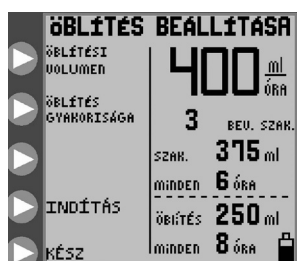 öBLíTÉS BEÁLLíTÁSA
öBLíTÉSI
VOLUMEN
400 ml
ÓRA
öBLíTÉS
GYAKORISÁGA
3 BEV. SZAK.
SZAK. 375 ml
minDEN 6 ÓRA
INDÍTÁS
öBLíTÉS 250 ml
minDEN 8 ÓRA
KÉSZ